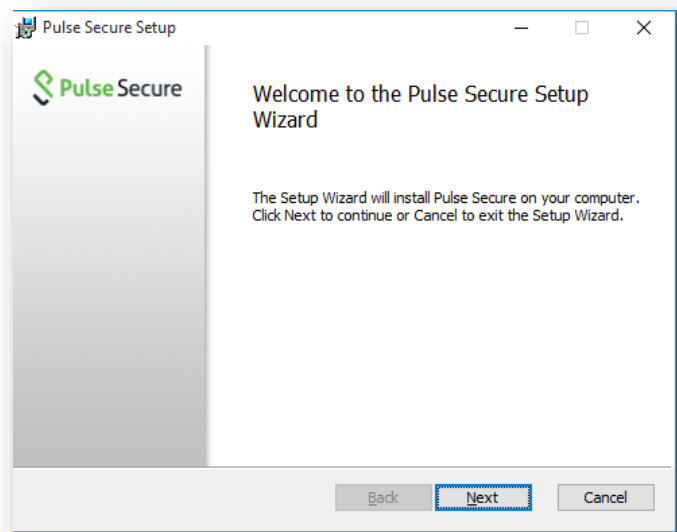 Pulse Secure Setup
Pulse Secure
Welcome to the Pulse Secure Setup
Wizard
The Setup Wizard will install Pulse Secure on your computer.
Click Next to continue or Cancel to exit the Setup Wizard.
Back Next Cancel